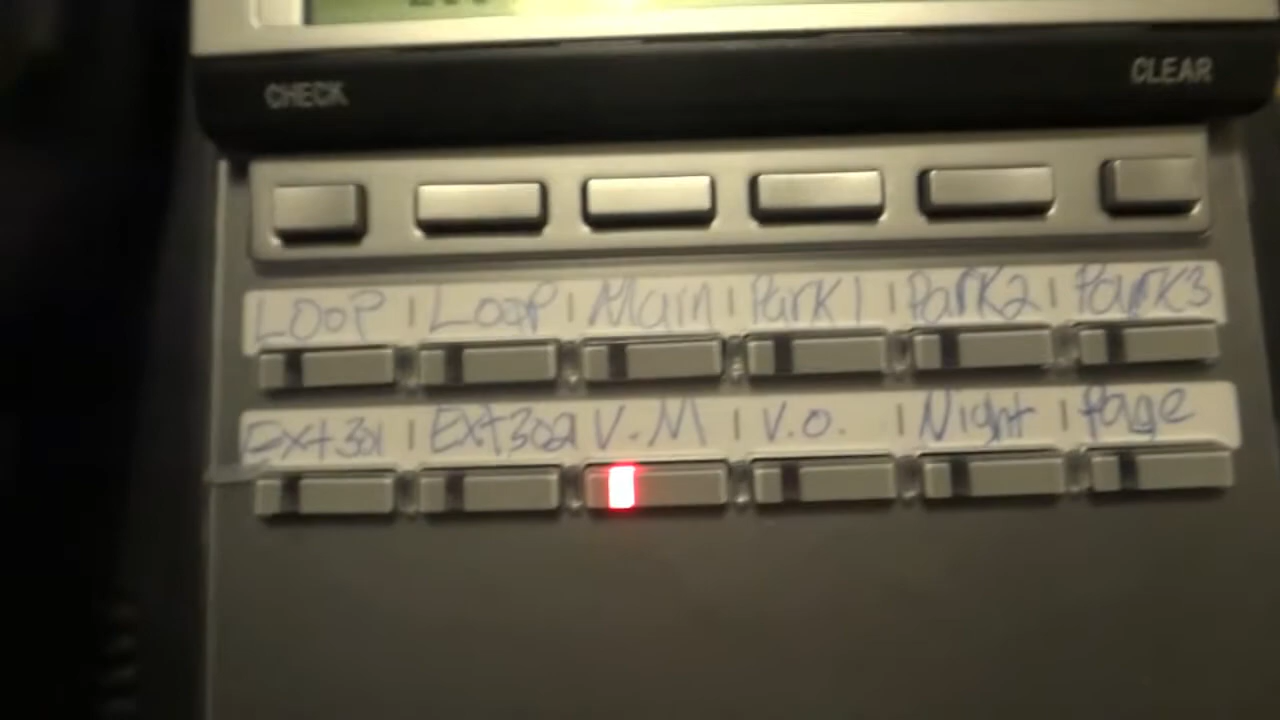 CHECK CLEAR
LOOP | LOOP | Main | Park1 | Park2 | Park3
Ext301 | Ext302 V.M | V.O. | Night | Page